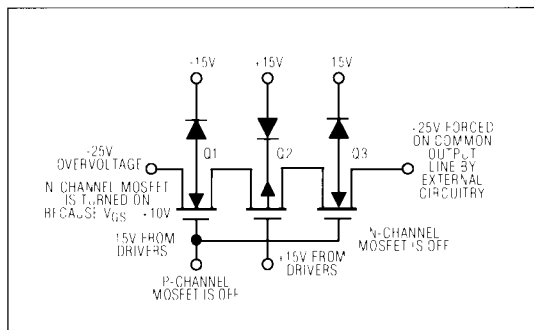 -15V +15V 15V
-25V
OVERVOLTAGE
Q1 Q2 Q3
-25V FORCED
ON COMMON
OUTPUT
LINE BY
EXTERNAL
CIRCUITRY
N CHANNEL MOSFET
IS TURNED ON
BECAUSE VGS +10V
15V FROM
DRIVERS
+15V FROM
DRIVERS
N-CHANNEL
MOSFET IS OFF
P-CHANNEL
MOSFET IS OFF